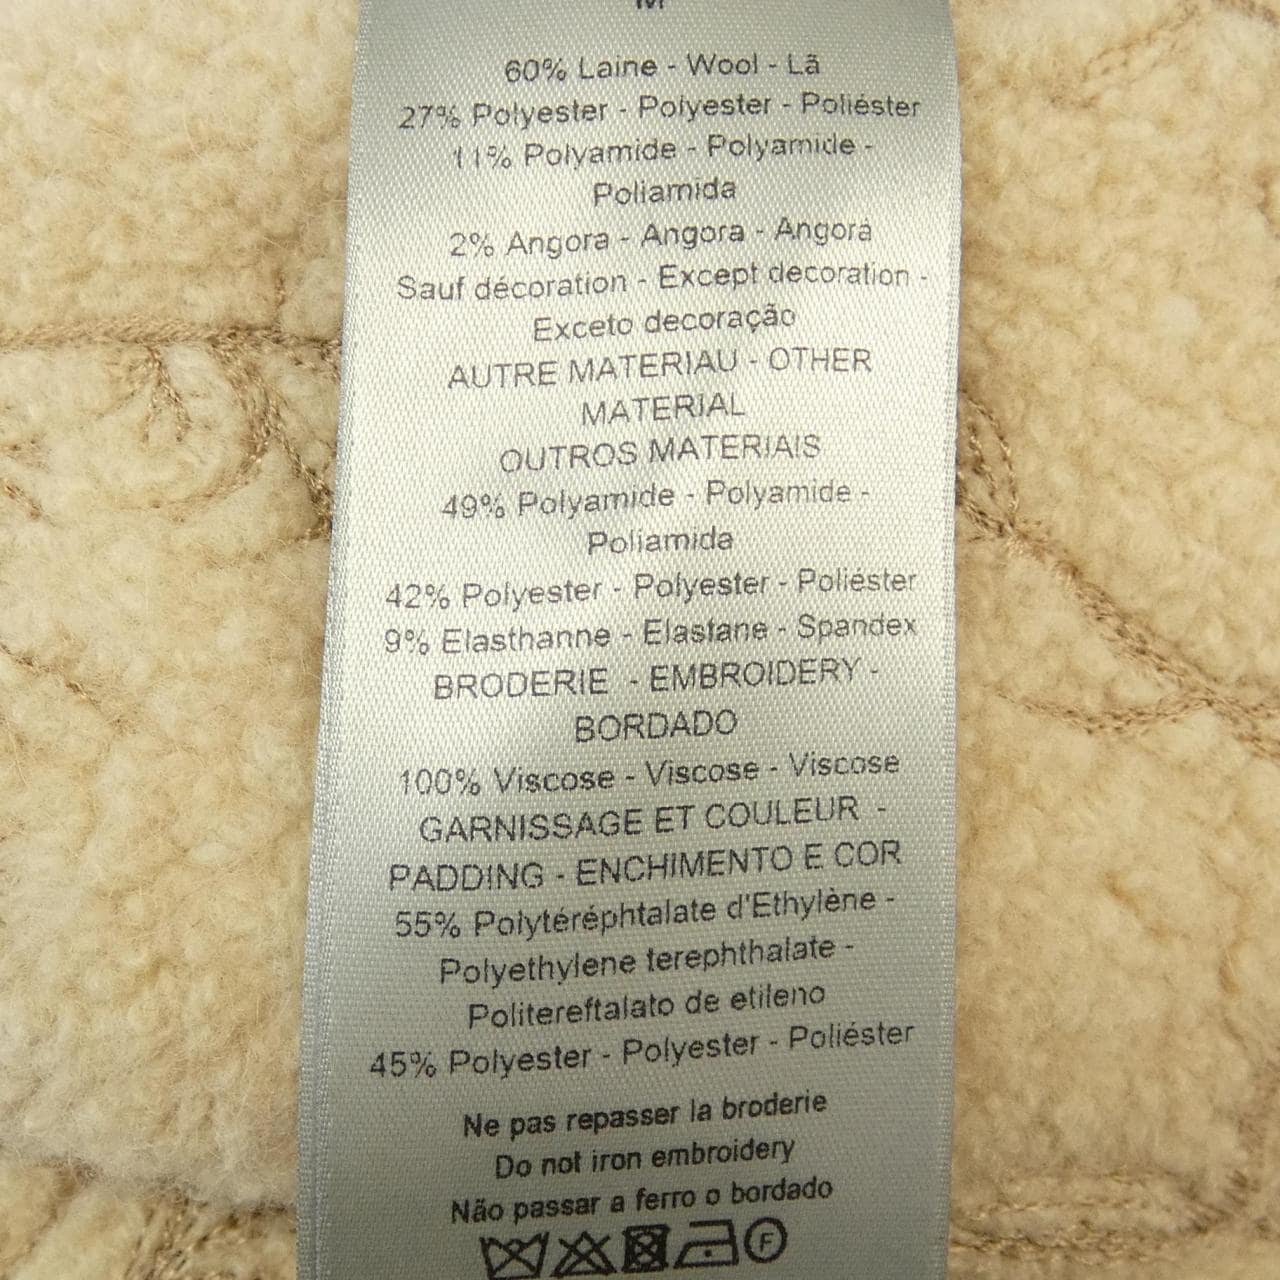 M
60% Laine - Wool - Lã
27% Polyester - Polyester - Poliéster
11% Polyamide - Polyamide -
Poliamida
2% Angora - Angora - Angorá
Sauf décoration - Except decoration -
Exceto decoração
AUTRE MATERIAU - OTHER
MATERIAL
OUTROS MATERIAIS
49% Polyamide - Polyamide -
Poliamida
42% Polyester - Polyester - Poliéster
9% Elasthanne - Elastane - Spandex
BRODERIE - EMBROIDERY -
BORDADO
100% Viscose - Viscose - Viscose
GARNISSAGE ET COULEUR -
PADDING - ENCHIMENTO E COR
55% Polytéréphtalate d'Ethylène -
Polyethylene terephthalate -
Politereftalato de etileno
45% Polyester - Polyester - Poliéster
Ne pas repasser la broderie
Do not iron embroidery
Não passar a ferro o bordado
F